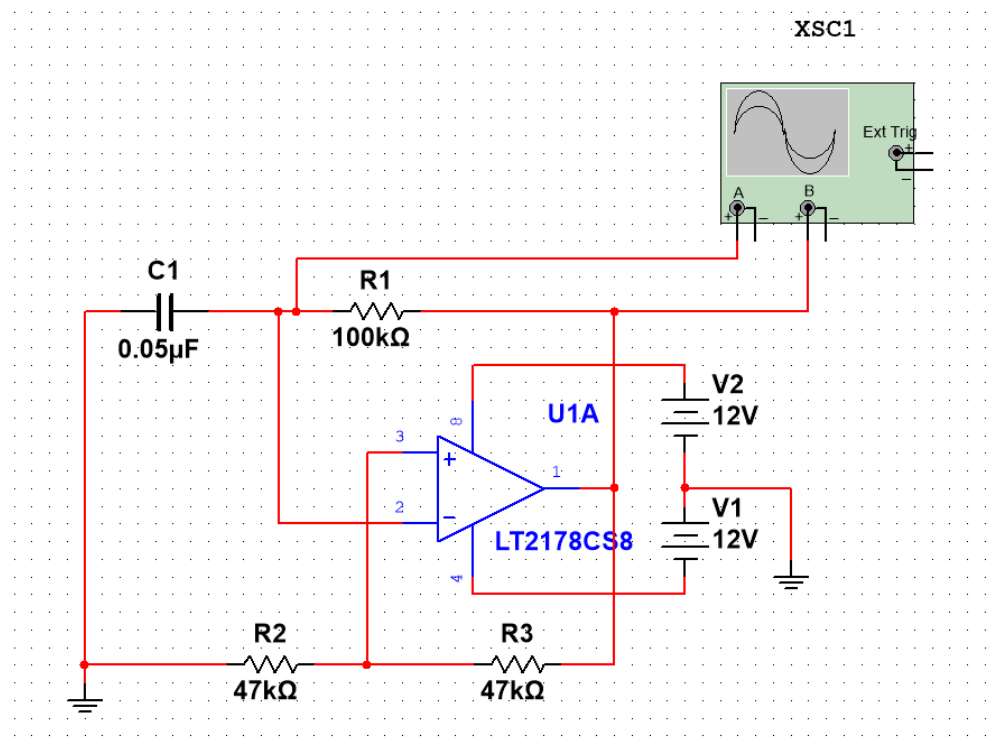 XSC1
Ext Trig
+
−
A
B
+
−
+
−
C1
0.05µF
R1
100kΩ
V2
12V
U1A
8
3
+
1
2
−
LT2178CS8
4
V1
12V
R2
47kΩ
R3
47kΩ